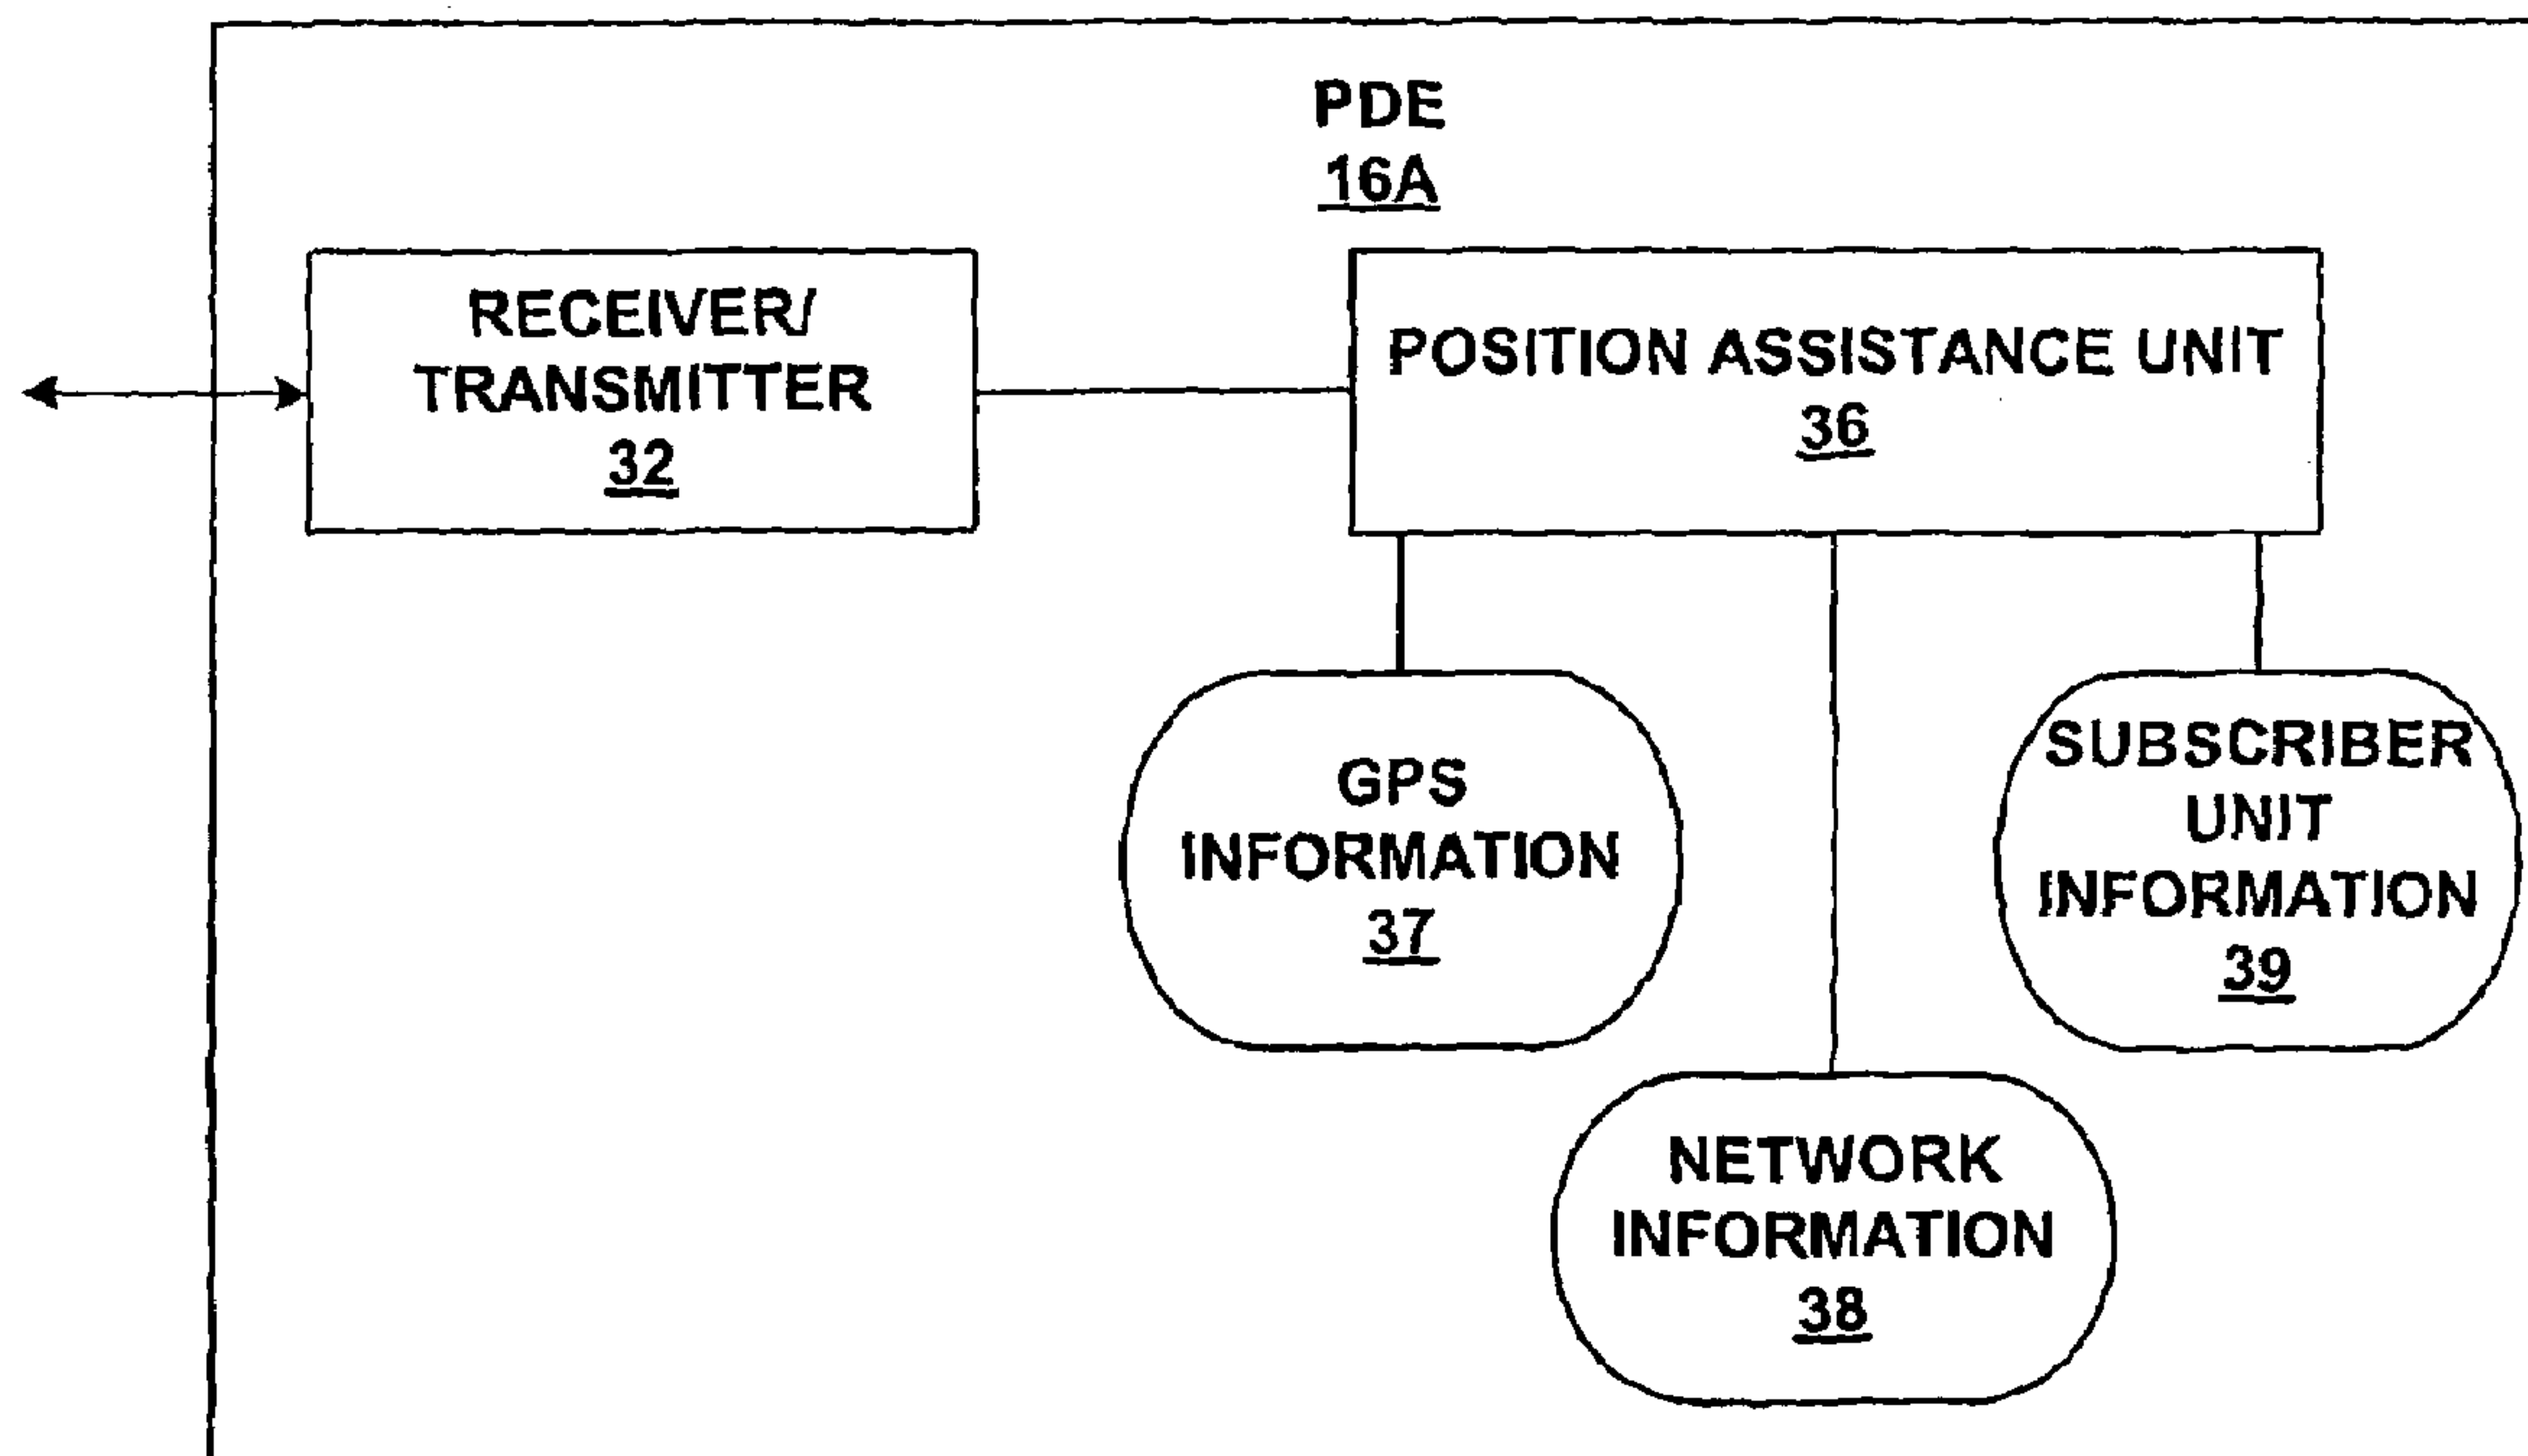 PDE
16A
RECEIVER/
TRANSMITTER
32
POSITION ASSISTANCE UNIT
36
GPS
INFORMATION
37
SUBSCRIBER
UNIT
INFORMATION
39
NETWORK
INFORMATION
38